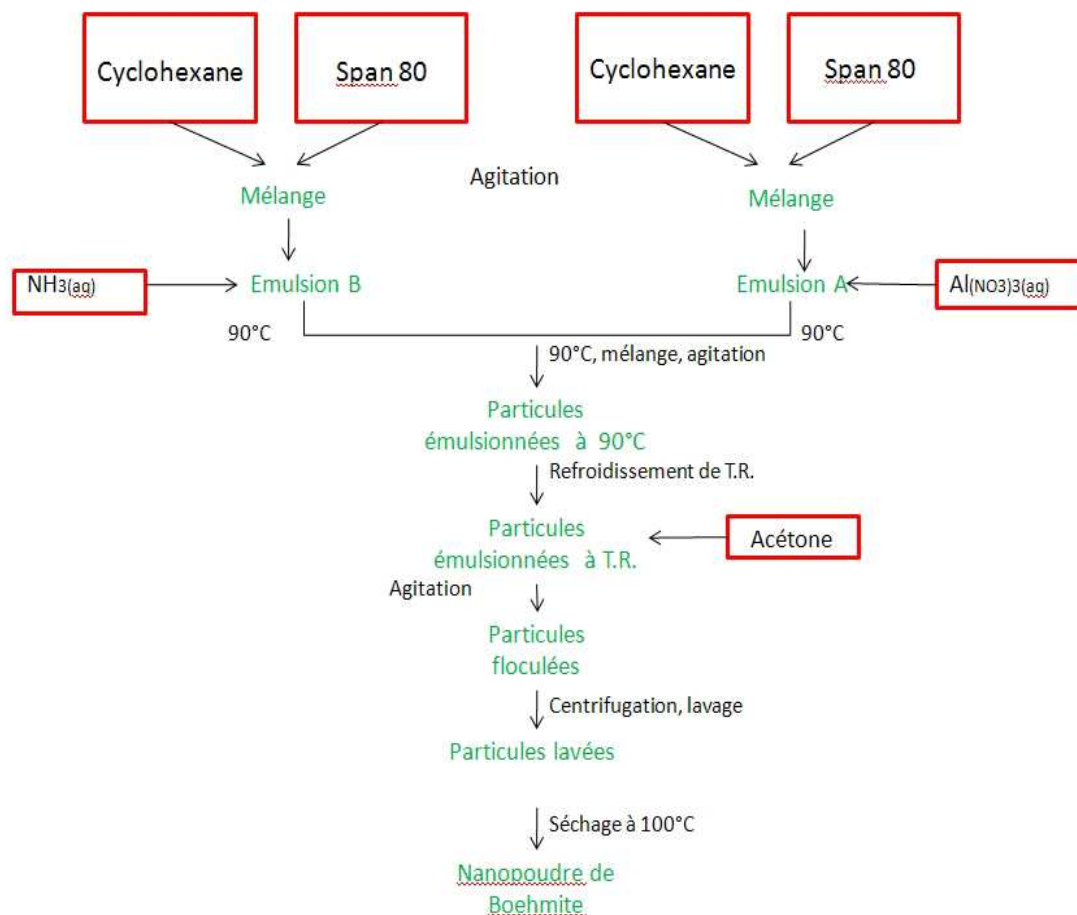 Cyclohexane
Span 80
Cyclohexane
Span 80
Agitation
Mélange
Mélange
NH3(aq)
Emulsion B
Emulsion A
Al(NO3)3(aq)
90°C
90°C
90°C, mélange, agitation
Particules
émulsionnées à 90°C
Refroidissement de T.R.
Particules
émulsionnées à T.R.
Acétone
Agitation
Particules
floculées
Centrifugation, lavage
Particules lavées
Séchage à 100°C
Nanopoudre de
Boehmite